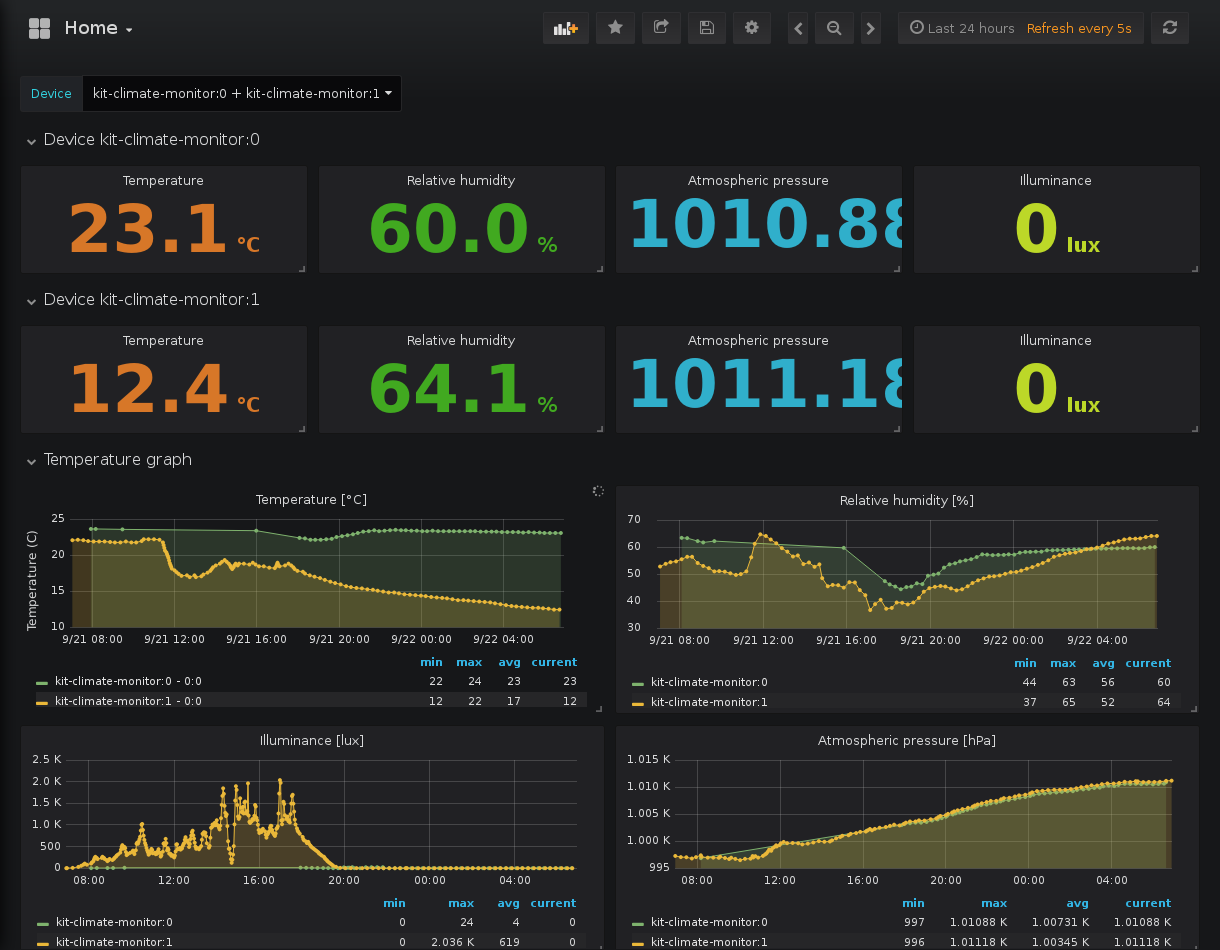 Home
Last 24 hours Refresh every 5s
Device kit-climate-monitor:0 + kit-climate-monitor:1
Device kit-climate-monitor:0
Temperature Relative humidity Atmospheric pressure Illuminance
23.1 °C 60.0 % 1010.88 0 lux
Device kit-climate-monitor:1
Temperature Relative humidity Atmospheric pressure Illuminance
12.4 °C 64.1 % 1011.18 0 lux
Temperature graph
Temperature [°C]
Temperature (C)
25
20
15
10
9/21 08:00 9/21 12:00 9/21 16:00 9/21 20:00 9/22 00:00 9/22 04:00
min max avg current
kit-climate-monitor:0 - 0:0 22 24 23 23
kit-climate-monitor:1 - 0:0 12 22 17 12
Relative humidity [%]
70
60
50
40
30
9/21 08:00 9/21 12:00 9/21 16:00 9/21 20:00 9/22 00:00 9/22 04:00
min max avg current
kit-climate-monitor:0 44 63 56 60
kit-climate-monitor:1 37 65 52 64
Illuminance [lux]
2.5 K
2.0 K
1.5 K
1.0 K
500
0
08:00 12:00 16:00 20:00 00:00 04:00
min max avg current
kit-climate-monitor:0 0 24 4 0
kit-climate-monitor:1 0 2.036 K 619 0
Atmospheric pressure [hPa]
1.015 K
1.010 K
1.005 K
1.000 K
995
08:00 12:00 16:00 20:00 00:00 04:00
min max avg current
kit-climate-monitor:0 997 1.01088 K 1.00731 K 1.01088 K
kit-climate-monitor:1 996 1.01118 K 1.00345 K 1.01118 K